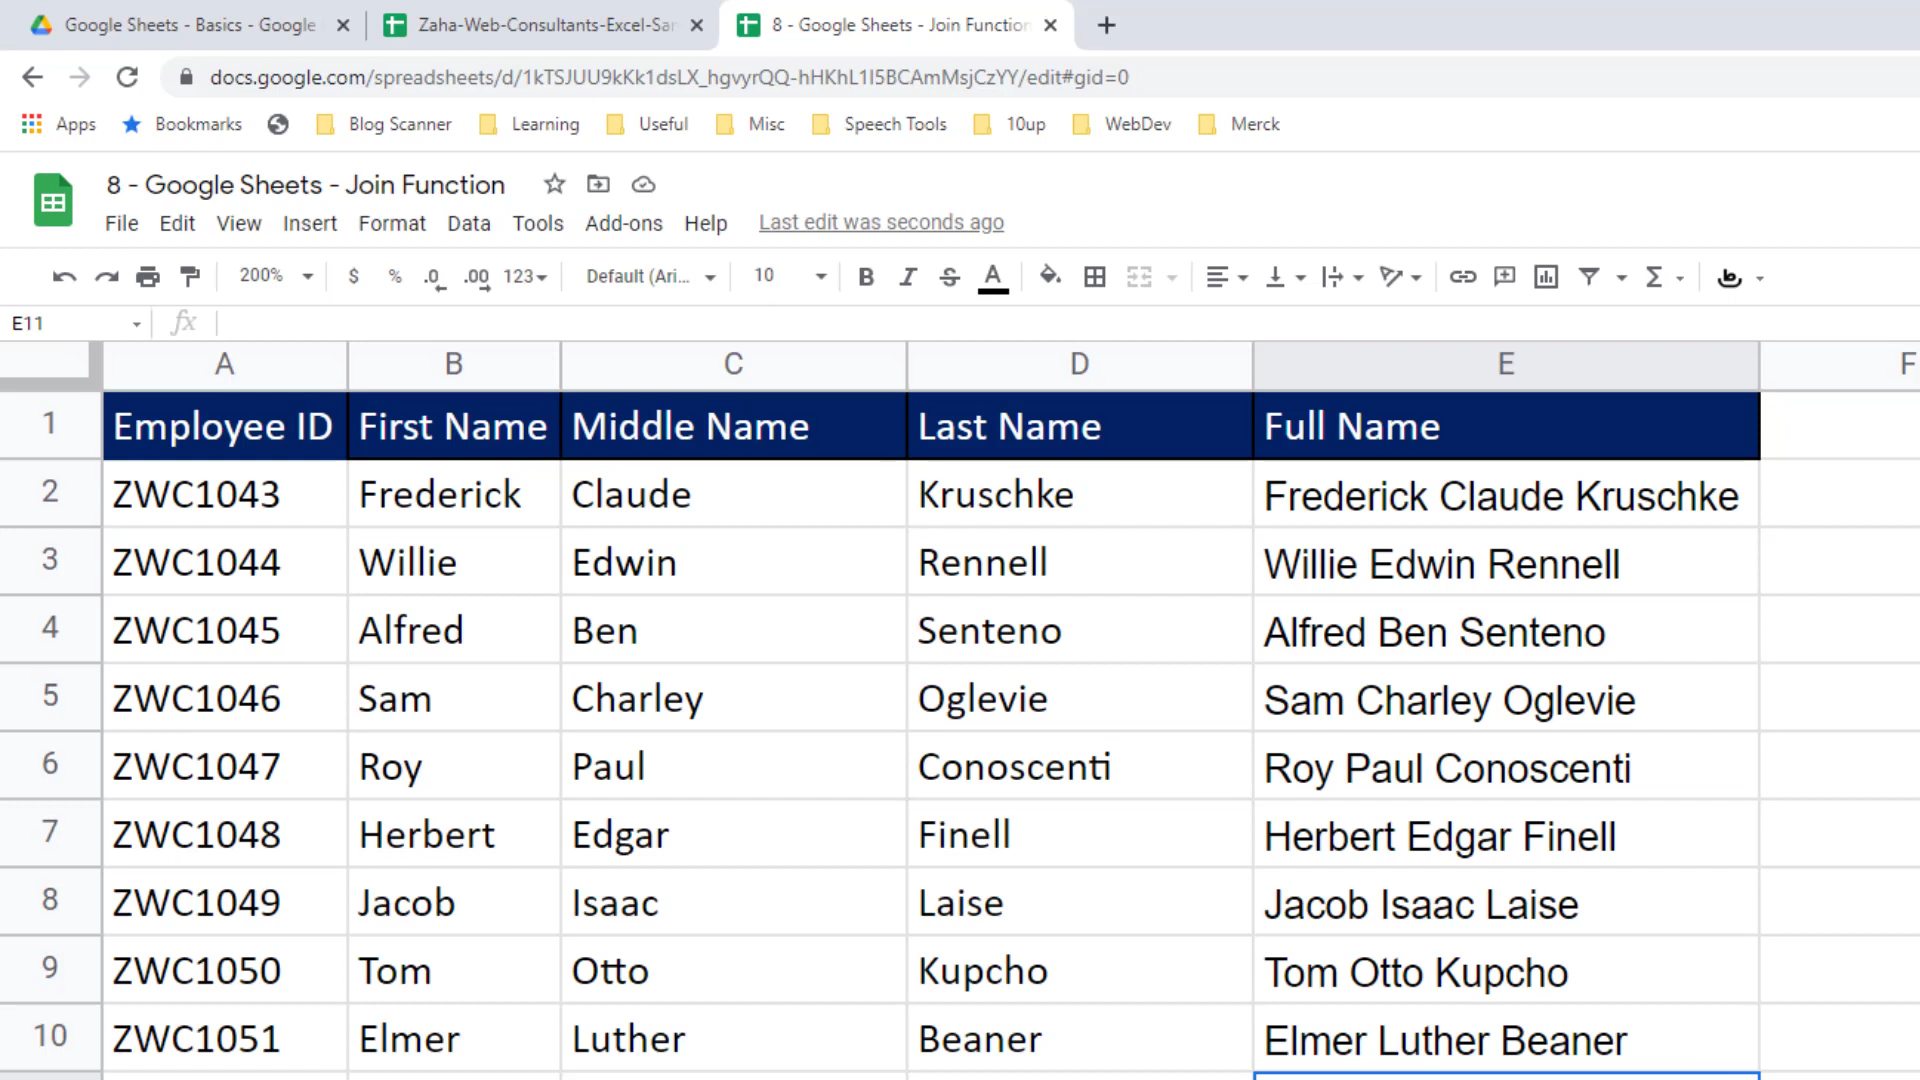 Google Sheets - Basics - Google
Zaha-Web-Consultants-Excel-Sar
8 - Google Sheets - Join Function
docs.google.com/spreadsheets/d/1kTSJUU9kKk1dsLX_hgvyrQQ-hHKhL1I5BCAmMsjCzYY/edit#gid=0
Apps Bookmarks Blog Scanner Learning Useful Misc Speech Tools 10up WebDev Merck
8 - Google Sheets - Join Function
File Edit View Insert Format Data Tools Add-ons Help Last edit was seconds ago
200% $ % .0 .00 123 Default (Ari... 10 B I S A Σ
E11 fx
A B C D E F
1 Employee ID First Name Middle Name Last Name Full Name
2 ZWC1043 Frederick Claude Kruschke Frederick Claude Kruschke
3 ZWC1044 Willie Edwin Rennell Willie Edwin Rennell
4 ZWC1045 Alfred Ben Senteno Alfred Ben Senteno
5 ZWC1046 Sam Charley Oglevie Sam Charley Oglevie
6 ZWC1047 Roy Paul Conoscenti Roy Paul Conoscenti
7 ZWC1048 Herbert Edgar Finell Herbert Edgar Finell
8 ZWC1049 Jacob Isaac Laise Jacob Isaac Laise
9 ZWC1050 Tom Otto Kupcho Tom Otto Kupcho
10 ZWC1051 Elmer Luther Beaner Elmer Luther Beaner